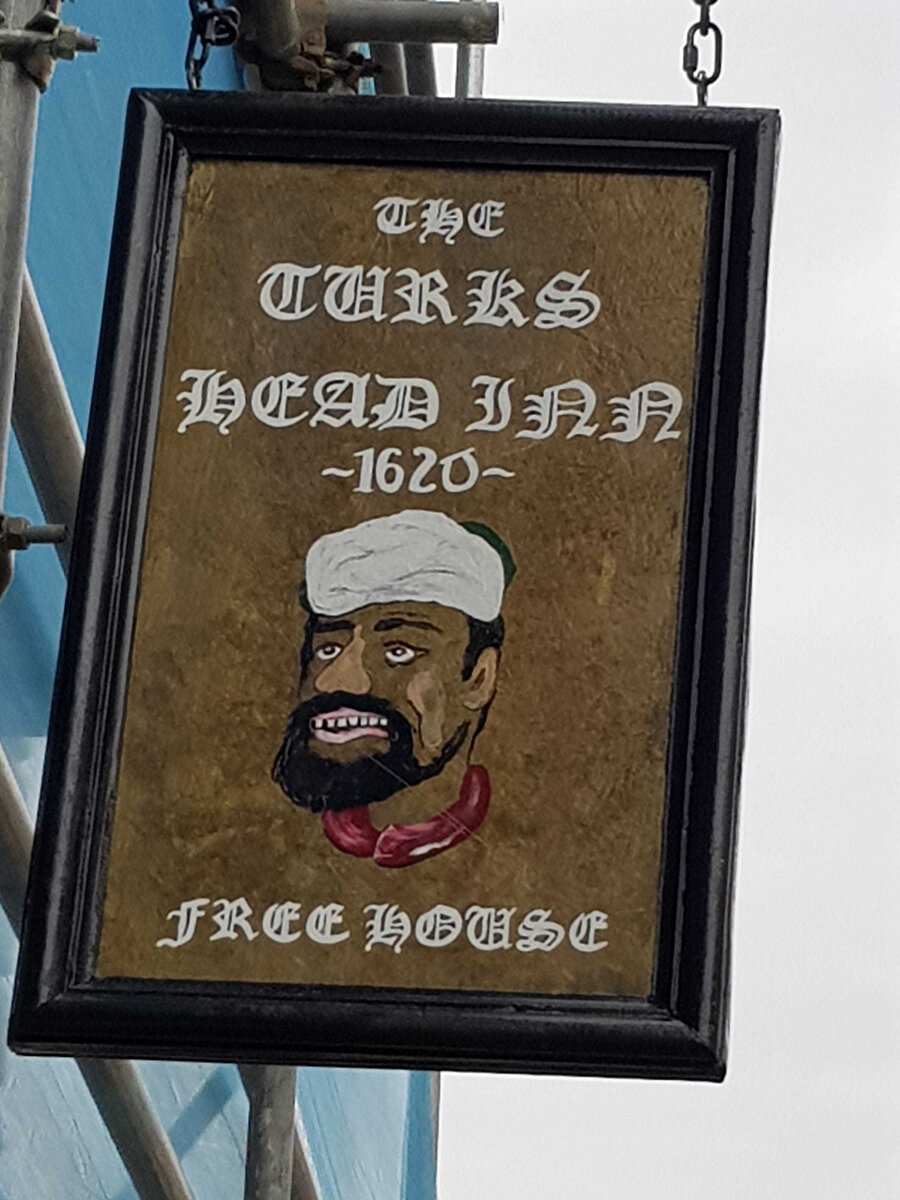 THE
TURKS
HEAD INN
~1620~
FREE HOUSE